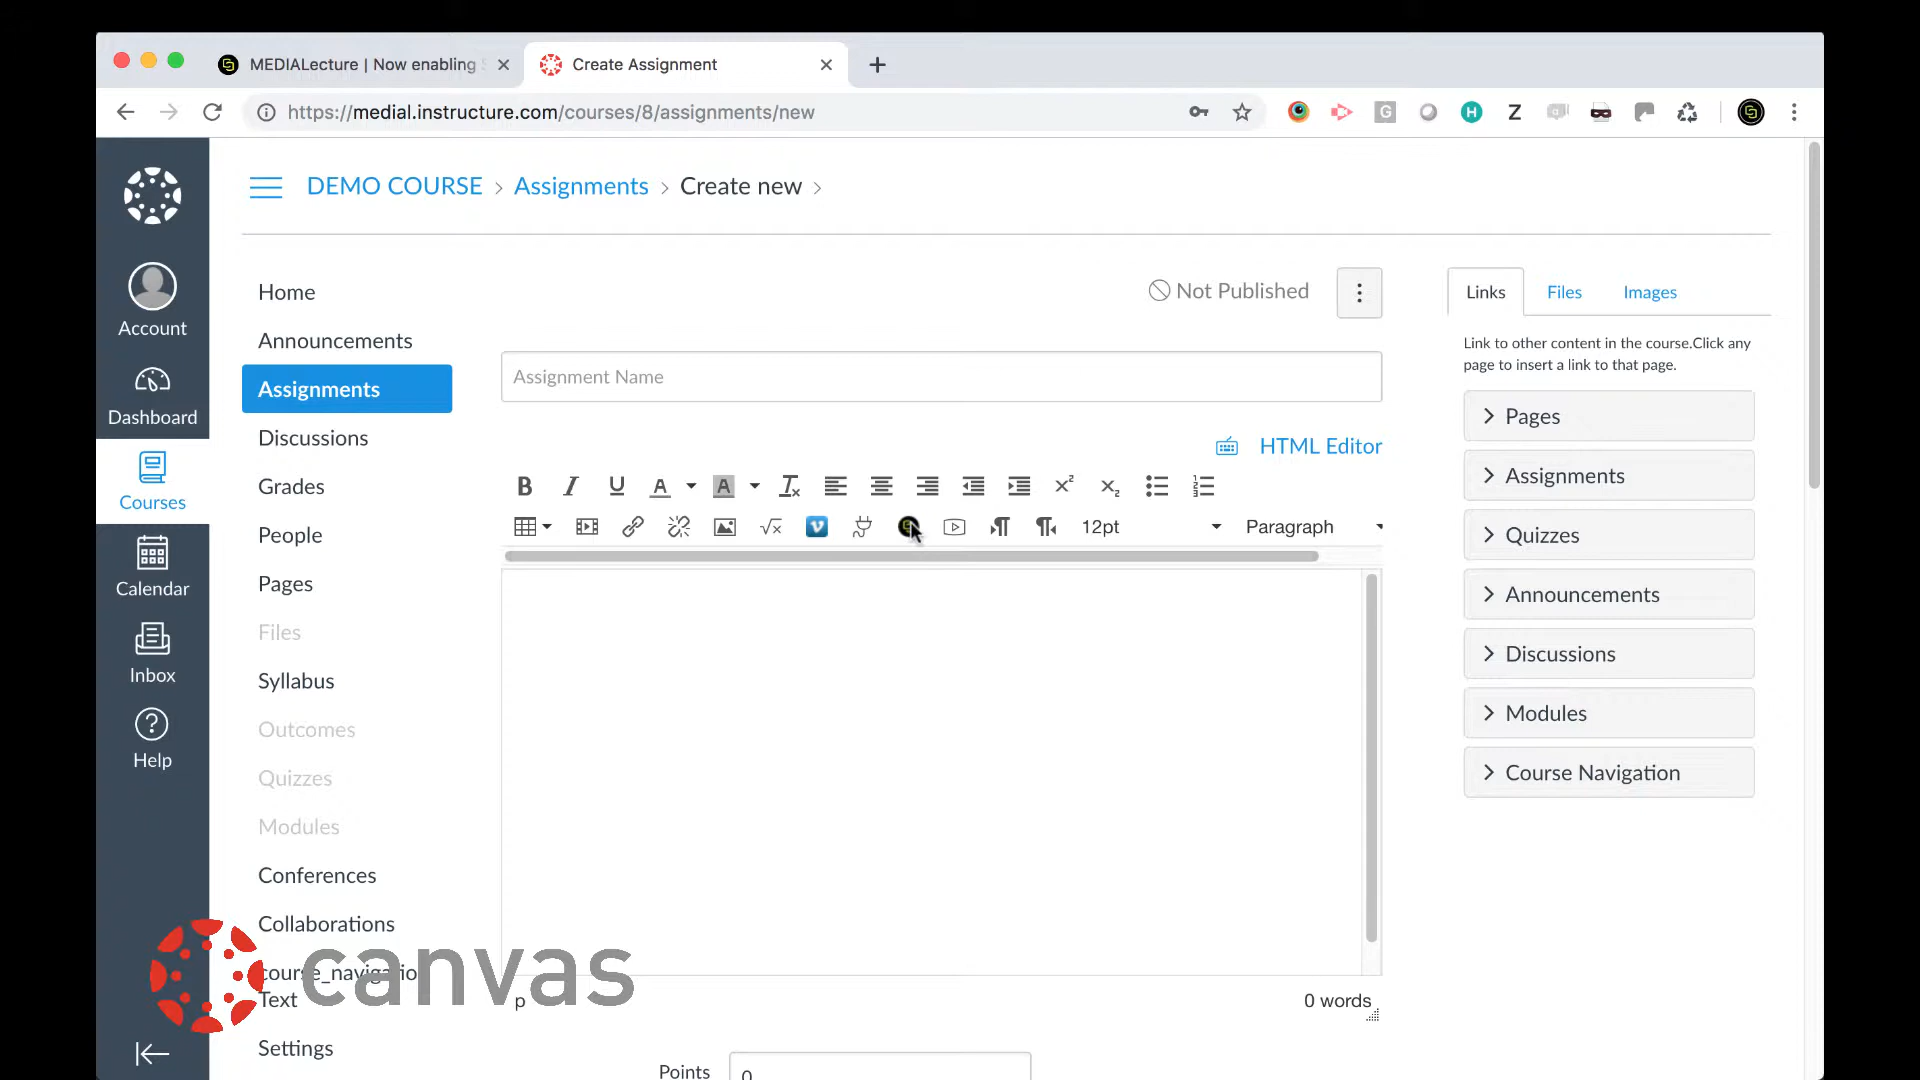 MEDIALecture | Now enabling
Create Assignment
https://medial.instructure.com/courses/8/assignments/new
DEMO COURSE > Assignments > Create new >
Account
Dashboard
Courses
Calendar
Inbox
Help
Home
Announcements
Assignments
Discussions
Grades
People
Pages
Files
Syllabus
Outcomes
Quizzes
Modules
Conferences
Collaborations
course_navigatio
Text
Settings
canvas
Not Published
Assignment Name
HTML Editor
12pt
Paragraph
p
0 words
Points
0
Links
Files
Images
Link to other content in the course.Click any
page to insert a link to that page.
Pages
Assignments
Quizzes
Announcements
Discussions
Modules
Course Navigation